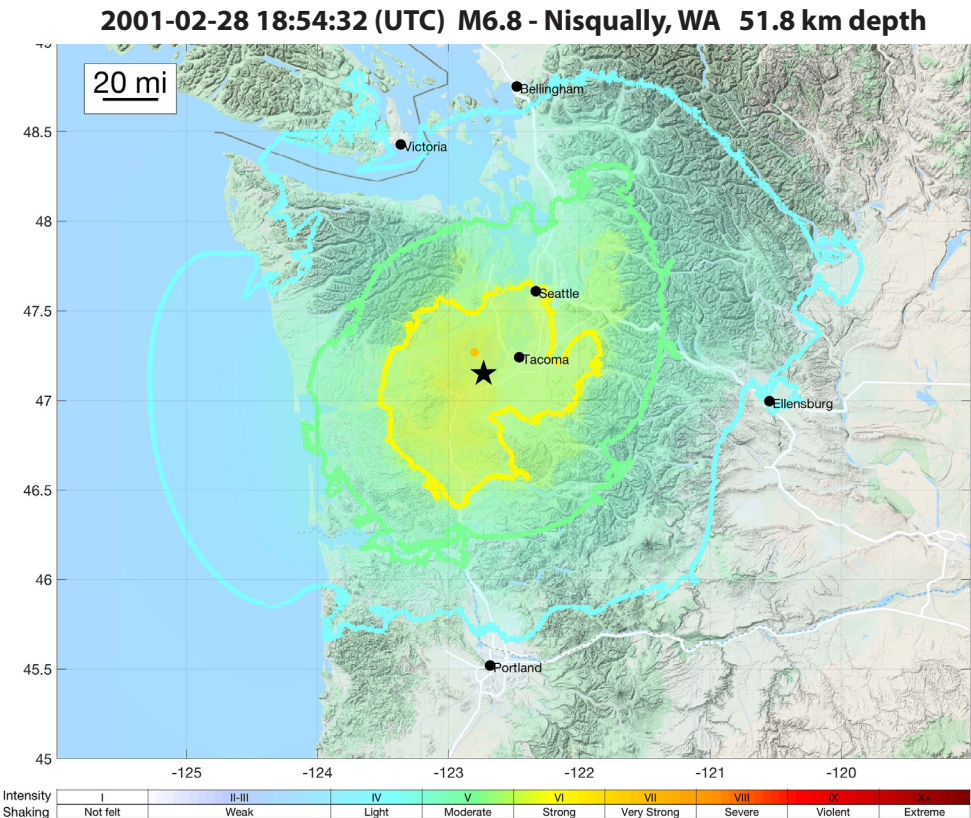 2001-02-28 18:54:32 (UTC) M6.8 - Nisqually, WA 51.8 km depth
49
20 mi
Bellingham
48.5
Victoria
48
47.5
Seattle
Tacoma
47
Ellensburg
46.5
46
45.5
Portland
45
-125 -124 -123 -122 -121 -120
Intensity I II-III IV V VI VII VIII IX X+
Shaking Not felt Weak Light Moderate Strong Very Strong Severe Violent Extreme